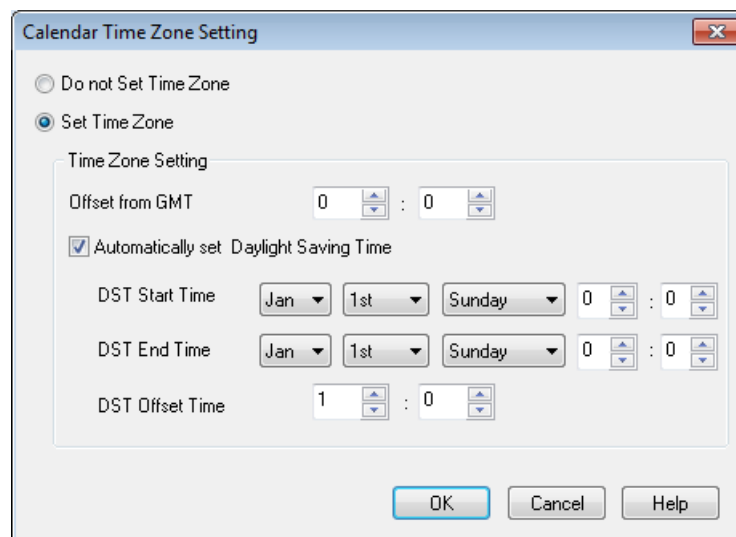 Calendar Time Zone Setting
Do not Set Time Zone
Set Time Zone
Time Zone Setting
Offset from GMT 0 : 0
Automatically set Daylight Saving Time
DST Start Time Jan 1st Sunday 0 : 0
DST End Time Jan 1st Sunday 0 : 0
DST Offset Time 1 : 0
OK Cancel Help